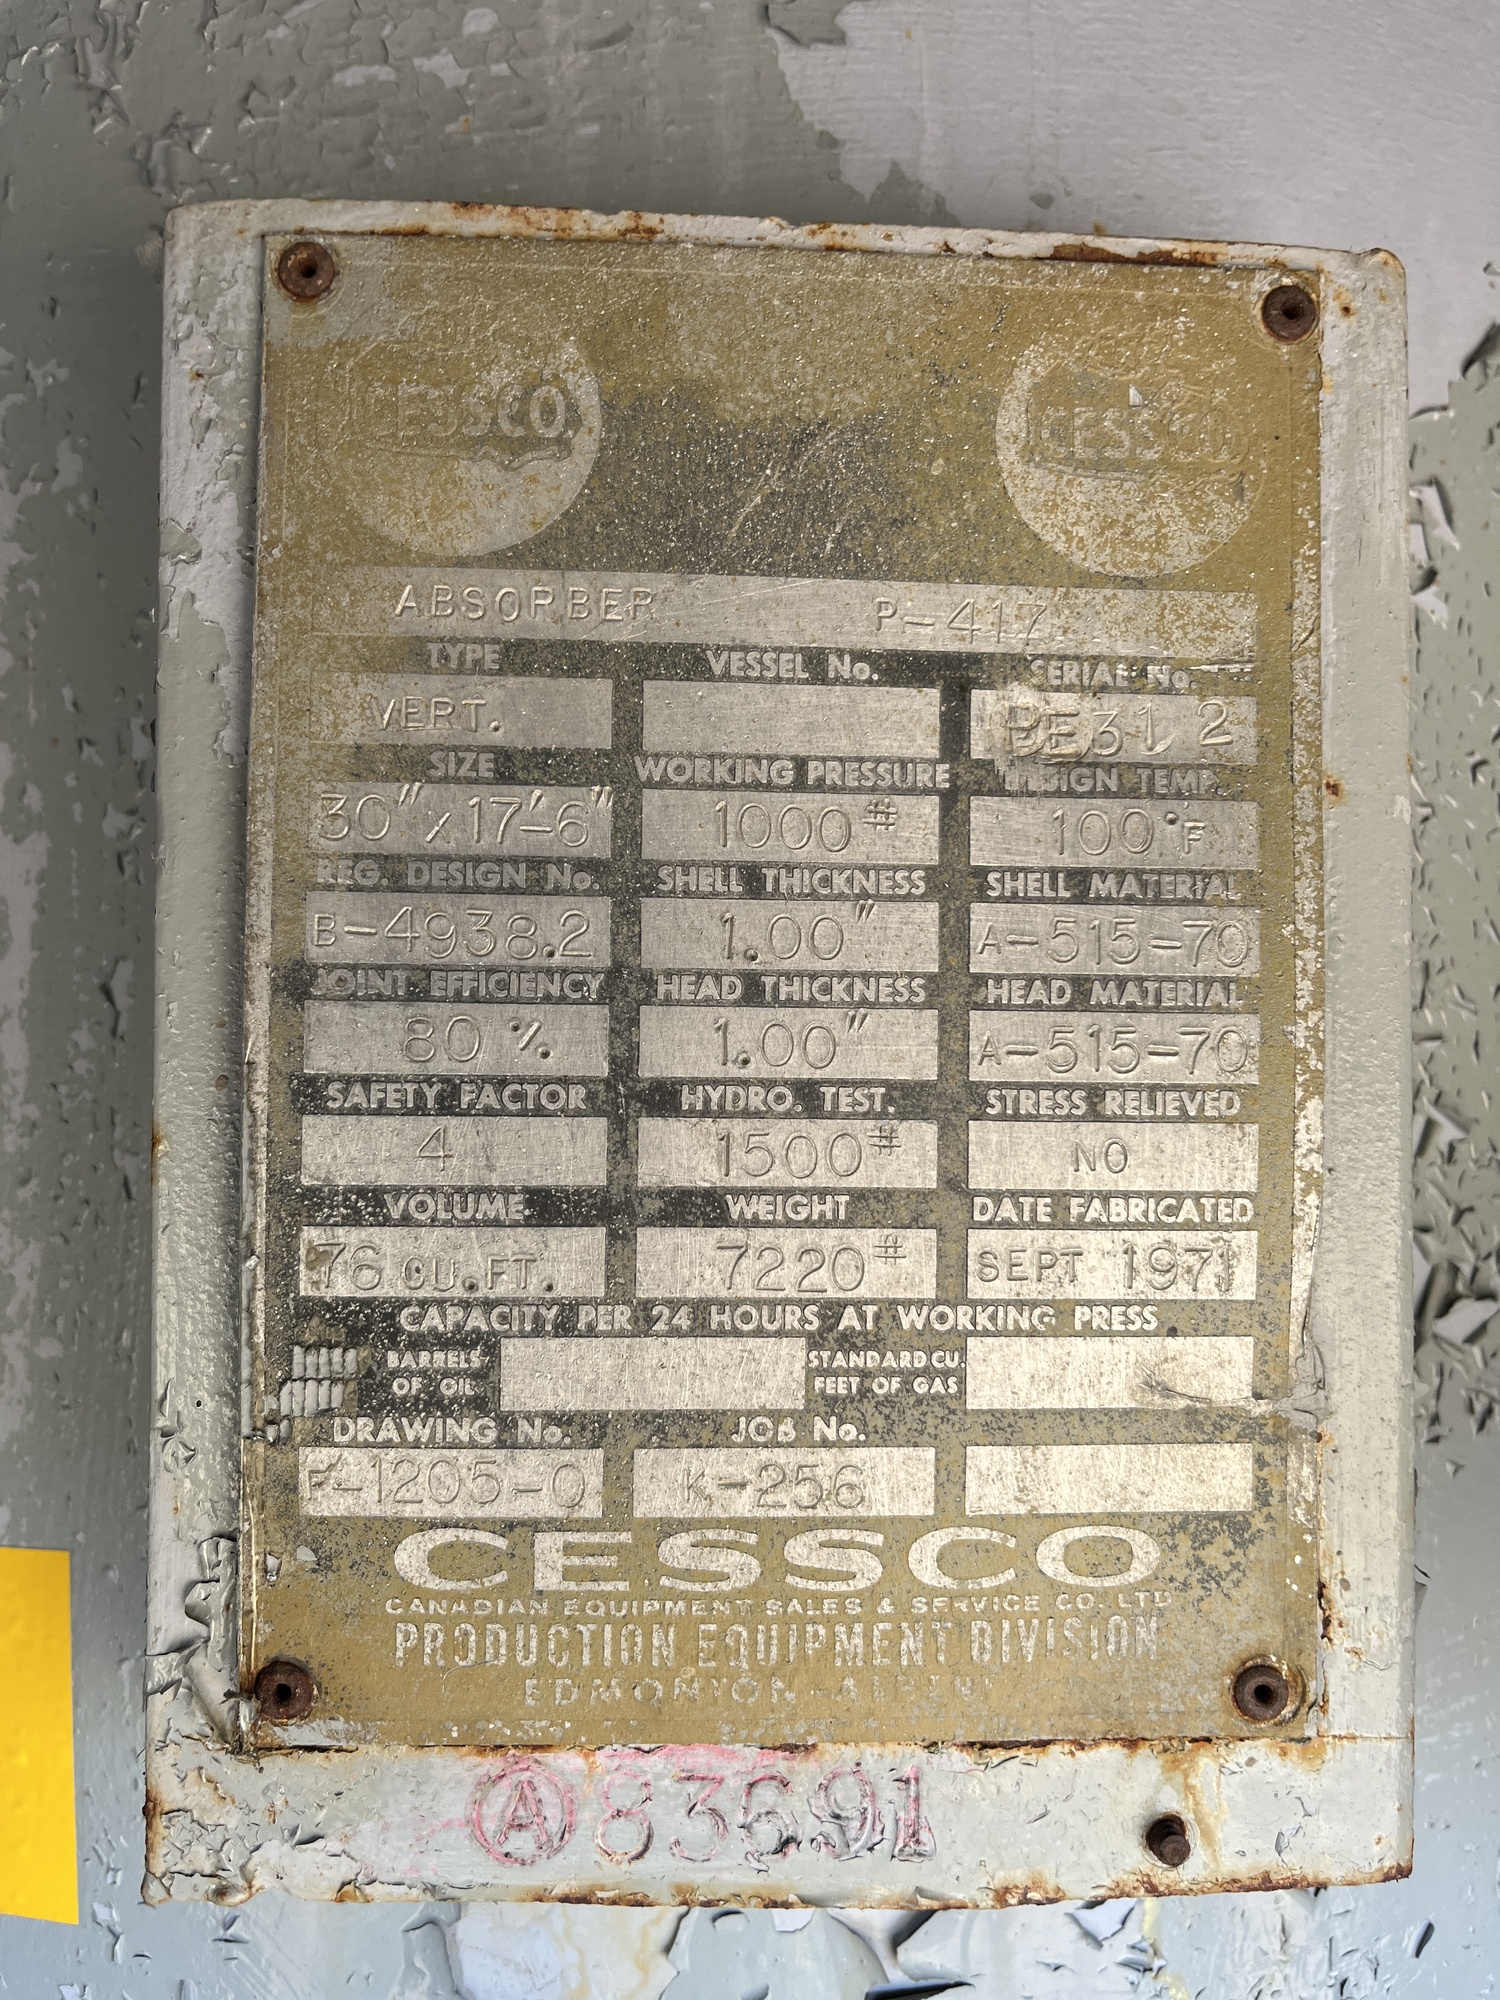 CESSCO CESSCO
ABSORBER P-417
TYPE VESSEL No. SERIAL No.
VERT. 2
SIZE WORKING PRESSURE DESIGN TEMP.
30" x 17'-6" 1000# 100°F
REG. DESIGN No. SHELL THICKNESS SHELL MATERIAL
B-4938.2 1.00" A-515-70
JOINT EFFICIENCY HEAD THICKNESS HEAD MATERIAL
80 % 1.00" A-515-70
SAFETY FACTOR HYDRO. TEST. STRESS RELIEVED
4 1500# NO
VOLUME WEIGHT DATE FABRICATED
76 CU.FT. 7220# SEPT 1971
CAPACITY PER 24 HOURS AT WORKING PRESS
BARRELS OF OIL STANDARD CU. FEET OF GAS
DRAWING No. JOB No.
F-1205-0 K-256
CESSCO
CANADIAN EQUIPMENT SALES & SERVICE CO. LTD
PRODUCTION EQUIPMENT DIVISION
EDMONTON -
A 83691